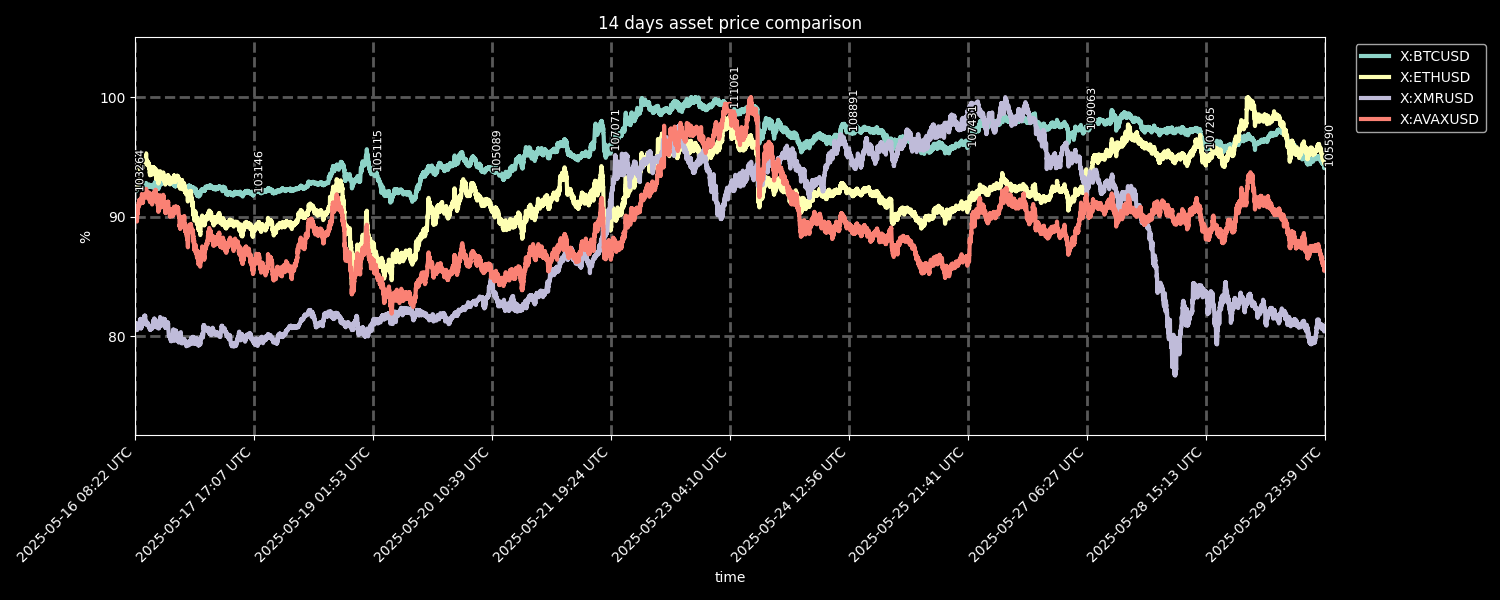 14 days asset price comparison
X:BTCUSD
X:ETHUSD
X:XMRUSD
X:AVAXUSD
100
90
80
%
103146
105115
105089
107071
111061
108891
107431
109063
107265
105590
2025-05-16 08:22 UTC
2025-05-17 17:07 UTC
2025-05-19 01:53 UTC
2025-05-20 10:39 UTC
2025-05-21 19:24 UTC
2025-05-23 04:10 UTC
2025-05-24 12:56 UTC
2025-05-25 21:41 UTC
2025-05-27 06:27 UTC
2025-05-28 15:13 UTC
2025-05-29 23:59 UTC
time